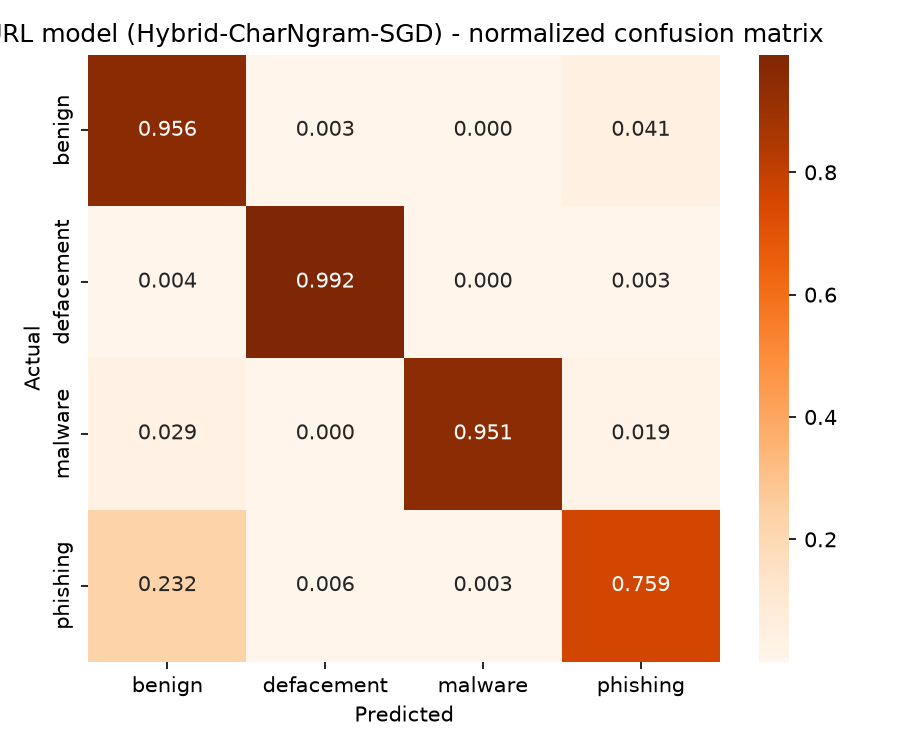 RL model (Hybrid-CharNgram-SGD) - normalized confusion matrix
Actual
benign 0.956 0.003 0.000 0.041
defacement 0.004 0.992 0.000 0.003
malware 0.029 0.000 0.951 0.019
phishing 0.232 0.006 0.003 0.759
benign defacement malware phishing
Predicted
0.8
0.6
0.4
0.2